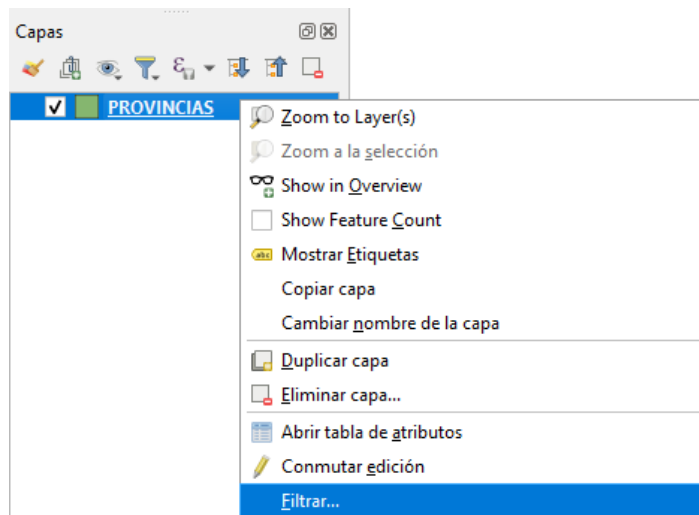 Capas
PROVINCIAS
Zoom to Layer(s)
Zoom a la selección
Show in Overview
Show Feature Count
abc Mostrar Etiquetas
Copiar capa
Cambiar nombre de la capa
Duplicar capa
Eliminar capa...
Abrir tabla de atributos
Conmutar edición
Filtrar...